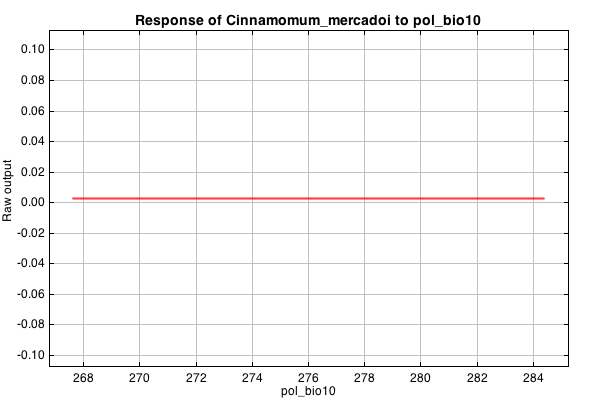 Response of Cinnamomum_mercadoi to pol_bio10
0.10
0.08
0.06
0.04
0.02
0.00
-0.02
-0.04
-0.06
-0.08
-0.10
Raw output
268 270 272 274 276 278 280 282 284
pol_bio10